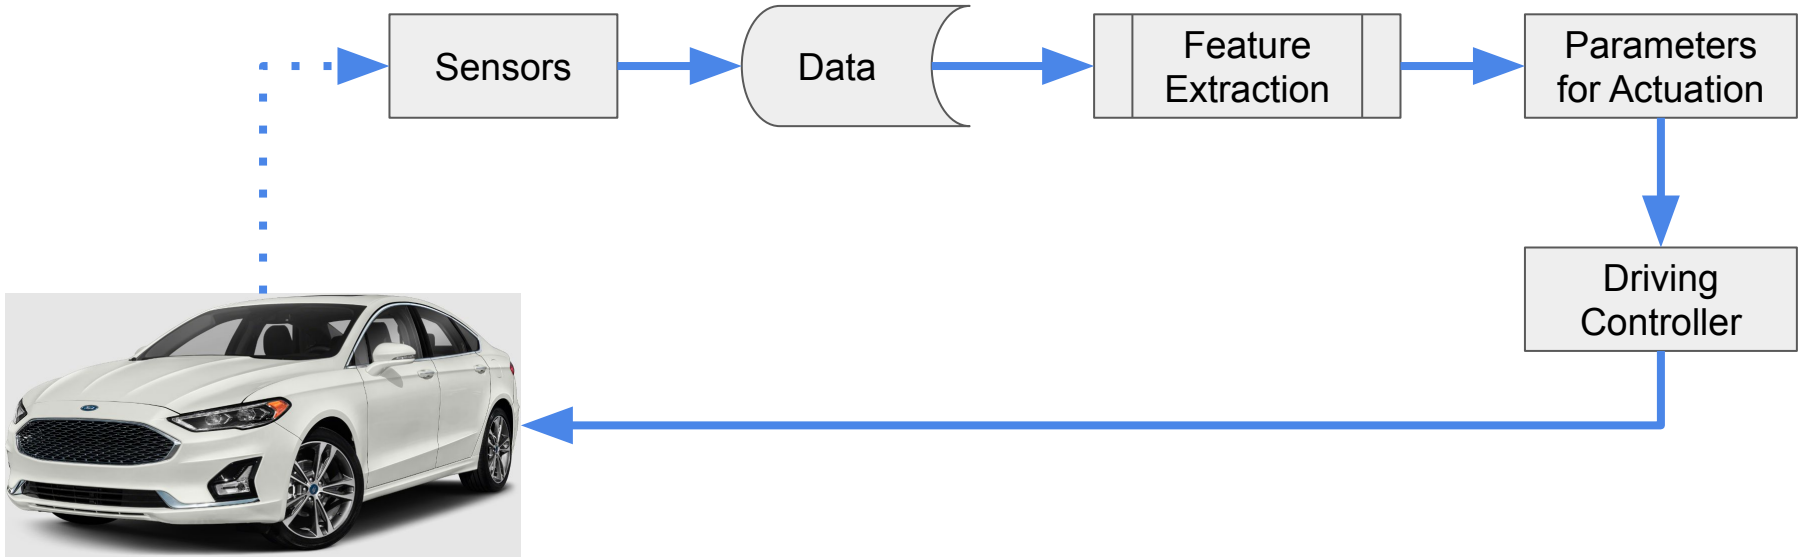 Sensors
Data
Feature
Extraction
Parameters
for Actuation
Driving
Controller